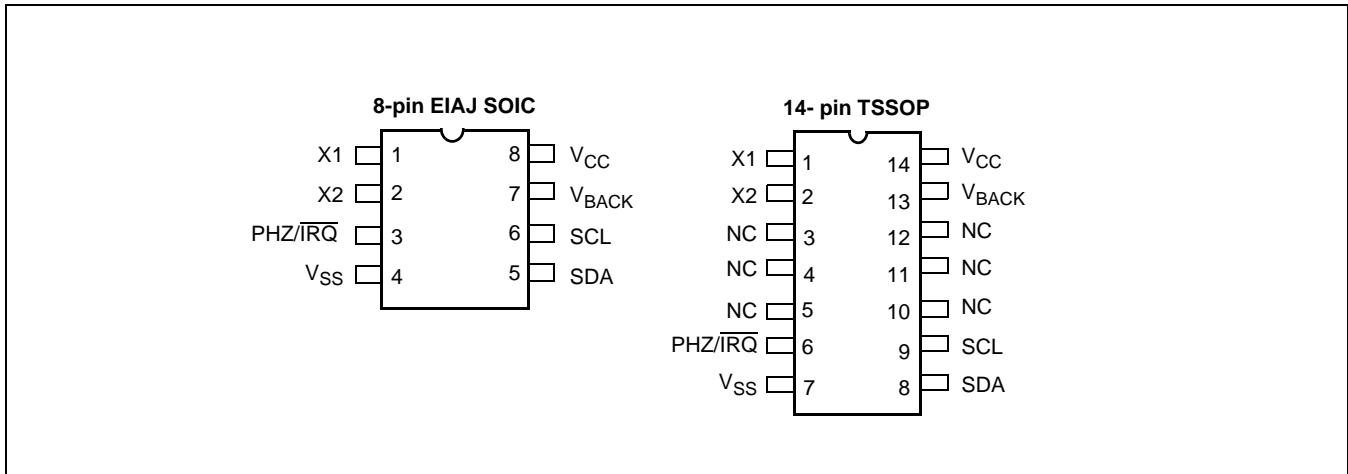 8-pin EIAJ SOIC
X1 1 8 VCC
X2 2 7 VBACK
PHZ/IRQ 3 6 SCL
VSS 4 5 SDA
14- pin TSSOP
X1 1 14 VCC
X2 2 13 VBACK
NC 3 12 NC
NC 4 11 NC
NC 5 10 NC
PHZ/IRQ 6 9 SCL
VSS 7 8 SDA